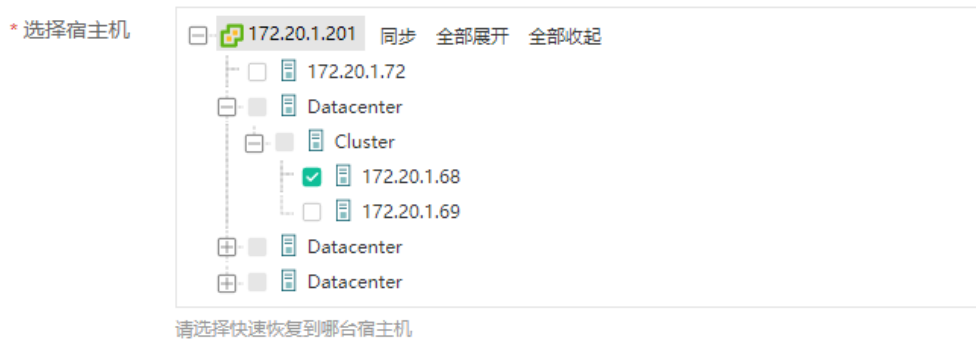 * 选择宿主机
172.20.1.201 同步 全部展开 全部收起
172.20.1.72
Datacenter
Cluster
172.20.1.68
172.20.1.69
Datacenter
Datacenter
请选择快速恢复到哪台宿主机